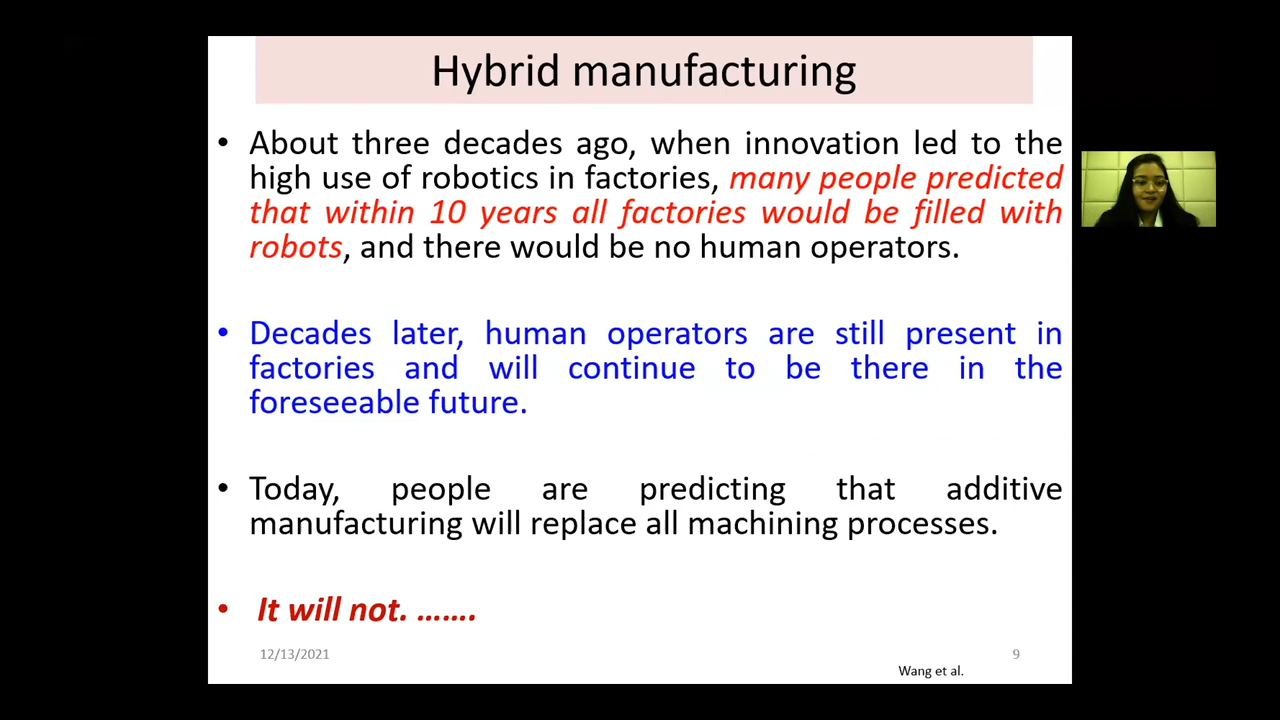 Hybrid manufacturing
• About three decades ago, when innovation led to the
high use of robotics in factories, many people predicted
that within 10 years all factories would be filled with
robots, and there would be no human operators.
• Decades later, human operators are still present in
factories and will continue to be there in the
foreseeable future.
• Today, people are predicting that additive
manufacturing will replace all machining processes.
• It will not. …….
12/13/2021
9
Wang et al.